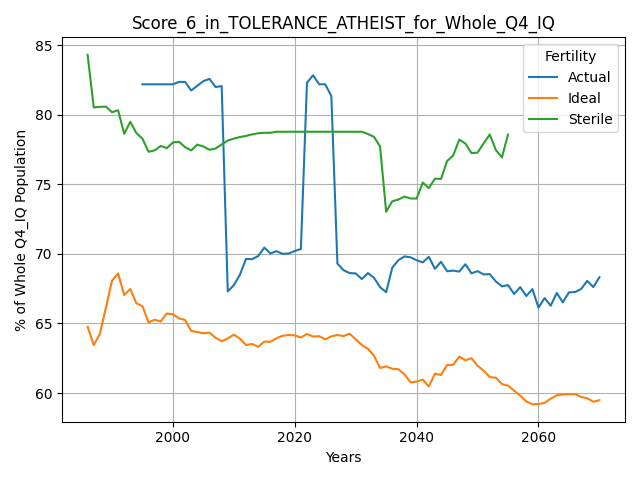 Score_6_in_TOLERANCE_ATHEIST_for_Whole_Q4_IQ
Fertility
Actual
Ideal
Sterile
% of Whole Q4_IQ Population
85
80
75
70
65
60
2000
2020
2040
2060
Years